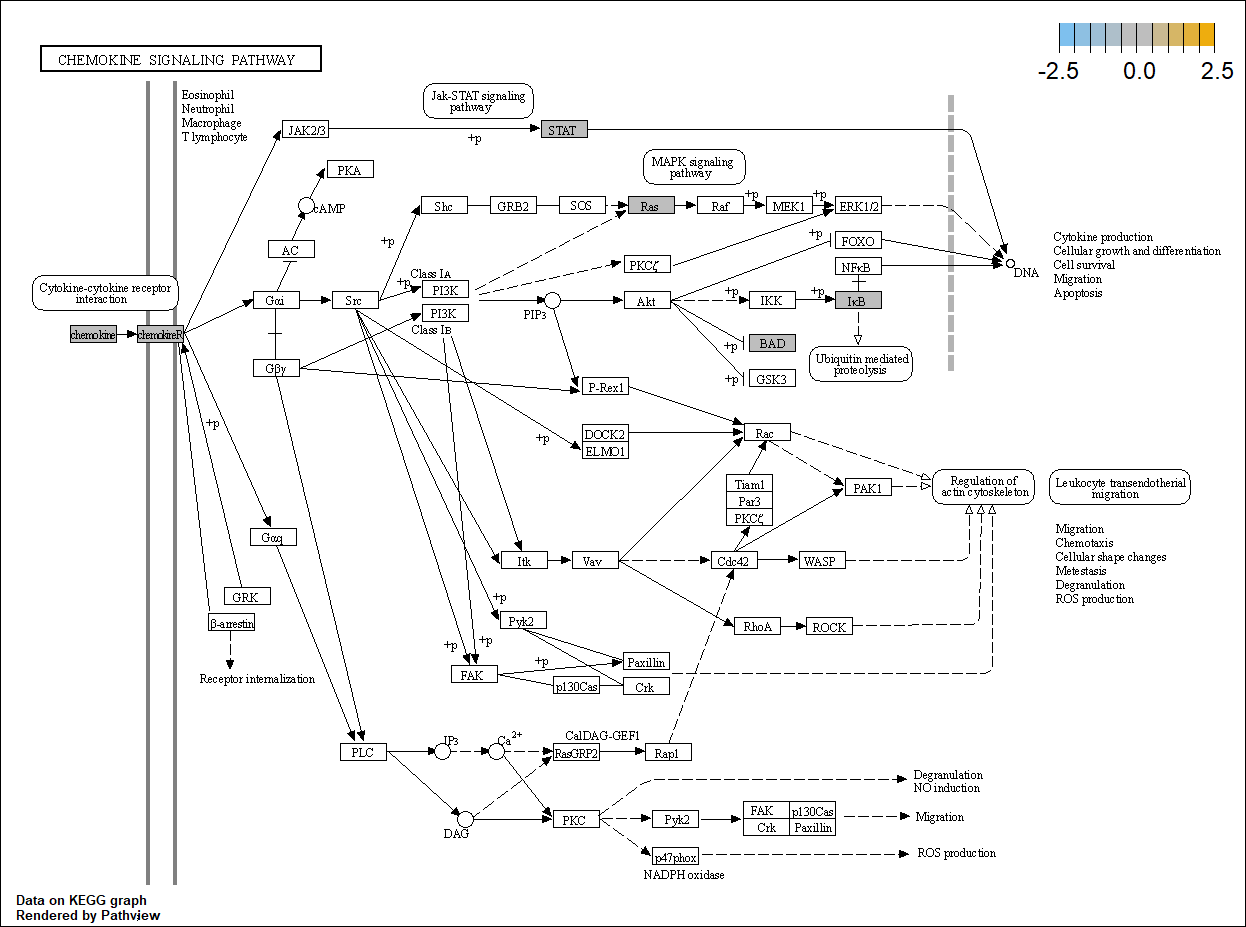 CHEMOKINE SIGNALING PATHWAY
-2.5 0.0 2.5
Eosinophil
Neutrophil
Macrophage
T lymphocyte
Jak-STAT signaling
pathway
JAK2/3
+p
STAT
MAPK signaling
pathway
PKA
cAMP
AC
Shc
GRB2
SOS
Ras
Raf
+p
MEK1
+p
ERK1/2
+p
+p
FOXO
Cytokine production
Cellular growth and differentiation
Cell survival
Migration
Apoptosis
DNA
NFκB
PKCζ
Cytokine-cytokine receptor
interaction
chemokine
chemokineR
Gαi
Src
+p
Class IA
PI3K
PI3K
Class IB
PIP3
Akt
IKK
+p
IκB
Gβγ
+p
BAD
+p
GSK3
Ubiquitin mediated
proteolysis
P-Rex1
+p
+p
DOCK2
ELMO1
Rac
Tiam1
Par3
PKCζ
PAK1
Regulation of
actin cytoskeleton
Leukocyte transendotherial
migration
Gαq
Migration
Chemotaxis
Cellular shape changes
Metestasis
Degranulation
ROS production
Itk
Vav
Cdc42
WASP
GRK
β-arrestin
+p
Pyk2
RhoA
ROCK
Receptor internalization
+p
+p
FAK
+p
Paxillin
p130Cas
Crk
PLC
IP3
Ca2+
CalDAG-GEF1
RasGRP2
Rap1
DAG
PKC
Degranulation
NO induction
Pyk2
FAK
p130Cas
Crk
Paxillin
Migration
p47phox
NADPH oxidase
ROS production
Data on KEGG graph
Rendered by Pathview